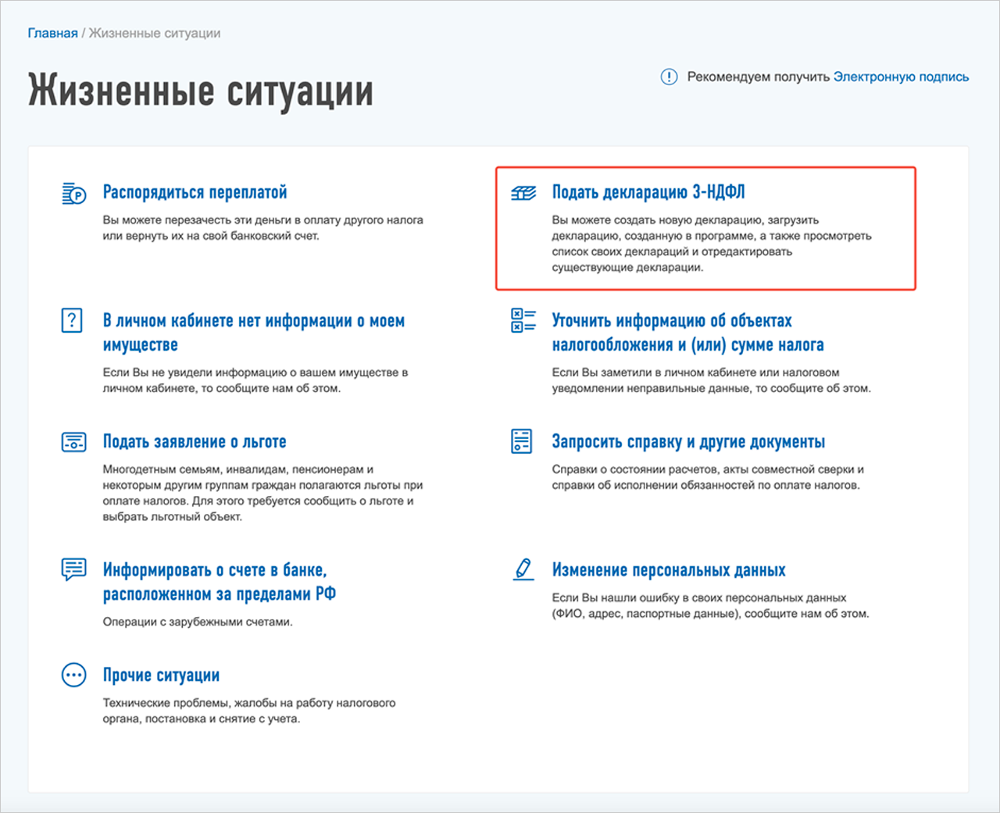 Главная / Жизненные ситуации
Жизненные ситуации
Рекомендуем получить Электронную подпись
Распорядиться переплатой
Вы можете перезачесть эти деньги в оплату другого налога
или вернуть их на свой банковский счет.
Подать декларацию 3-НДФЛ
Вы можете создать новую декларацию, загрузить
декларацию, созданную в программе, а также просмотреть
список своих деклараций и отредактировать
существующие декларации.
В личном кабинете нет информации о моем
имуществе
Если Вы не увидели информацию о вашем имуществе в
личном кабинете, то сообщите нам об этом.
Уточнить информацию об объектах
налогообложения и (или) сумме налога
Если Вы заметили в личном кабинете или налоговом
уведомлении неправильные данные, то сообщите об этом.
Подать заявление о льготе
Многодетным семьям, инвалидам, пенсионерам и
некоторым другим группам граждан полагаются льготы при
оплате налогов. Для этого требуется сообщить о льготе и
выбрать льготный объект.
Запросить справку и другие документы
Справки о состоянии расчетов, акты совместной сверки и
справки об исполнении обязанностей по оплате налогов.
Информировать о счете в банке,
расположенном за пределами РФ
Операции с зарубежными счетами.
Изменение персональных данных
Если Вы нашли ошибку в своих персональных данных
(ФИО, адрес, паспортные данные), сообщите нам об этом.
Прочие ситуации
Технические проблемы, жалобы на работу налогового
органа, постановка и снятие с учета.